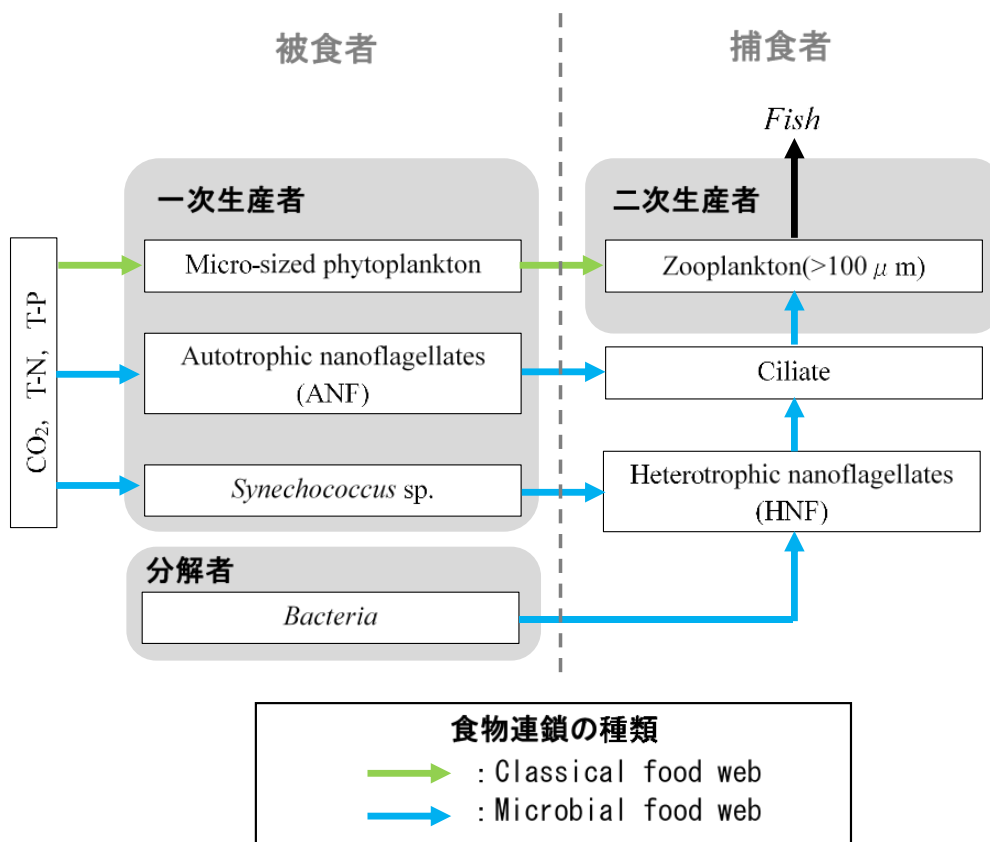 被食者
捕食者
Fish
一次生産者
二次生産者
CO₂, T-N, T-P
Micro-sized phytoplankton
Zooplankton(>100μm)
Autotrophic nanoflagellates
(ANF)
Ciliate
Synechococcus sp.
Heterotrophic nanoflagellates
(HNF)
分解者
Bacteria
食物連鎖の種類
:Classical food web
:Microbial food web